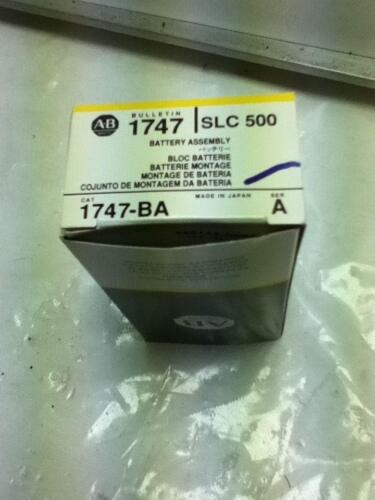 AB
BULLETIN
1747 SLC 500
BATTERY ASSEMBLY
バッテリー
BLOC BATTERIE
BATTERIE MONTAGE
MONTAGE DE BATERIA
COJUNTO DE MONTAGEM DA BATERIA
CAT MADE IN JAPAN SER
1747-BA A
AB